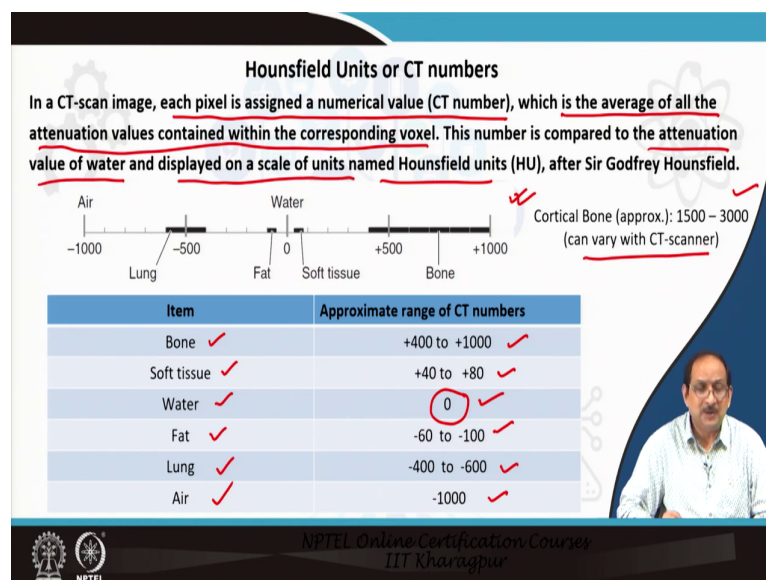 Hounsfield Units or CT numbers
In a CT-scan image, each pixel is assigned a numerical value (CT number), which is the average of all the
attenuation values contained within the corresponding voxel. This number is compared to the attenuation
value of water and displayed on a scale of units named Hounsfield units (HU), after Sir Godfrey Hounsfield.
Air Water
−1000 −500 0 +500 +1000
Lung Fat Soft tissue Bone
Cortical Bone (approx.): 1500 – 3000
(can vary with CT-scanner)
Item Approximate range of CT numbers
Bone +400 to +1000
Soft tissue +40 to +80
Water 0
Fat -60 to -100
Lung -400 to -600
Air -1000
NPTEL Online Certification Courses
IIT Kharagpur
NPTEL